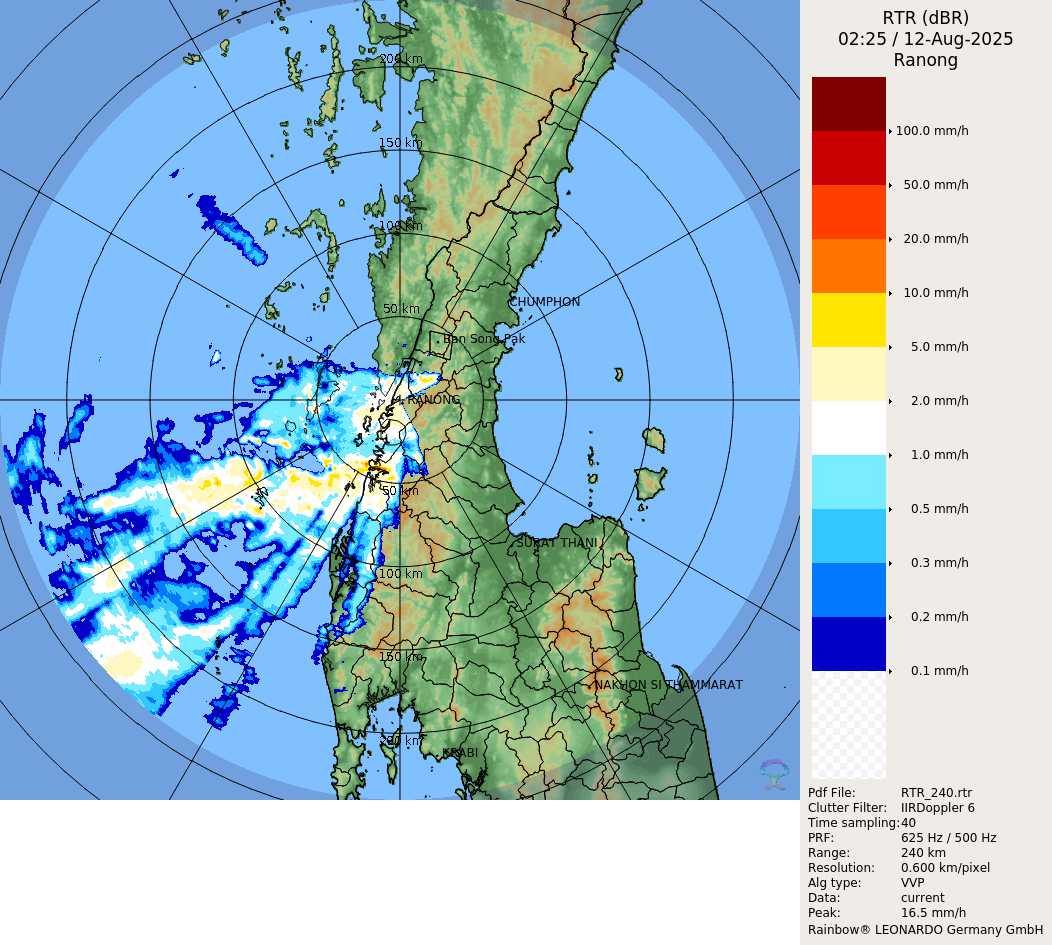 RTR (dBR)
02:25 / 12-Aug-2025
Ranong
100.0 mm/h
50.0 mm/h
20.0 mm/h
10.0 mm/h
5.0 mm/h
2.0 mm/h
1.0 mm/h
0.5 mm/h
0.3 mm/h
0.2 mm/h
0.1 mm/h
Pdf File: RTR_240.rtr
Clutter Filter: IIRDoppler 6
Time sampling:40
PRF: 625 Hz / 500 Hz
Range: 240 km
Resolution: 0.600 km/pixel
Alg type: VVP
Data: current
Peak: 16.5 mm/h
Rainbow® LEONARDO Germany GmbH
200 km
150 km
100 km
CHUMPHON
50 km
Ban Song Pak
RANONG
50 km
SURAT THANI
100 km
150 km
NAKHON SI THAMMARAT
200 km
KRABI